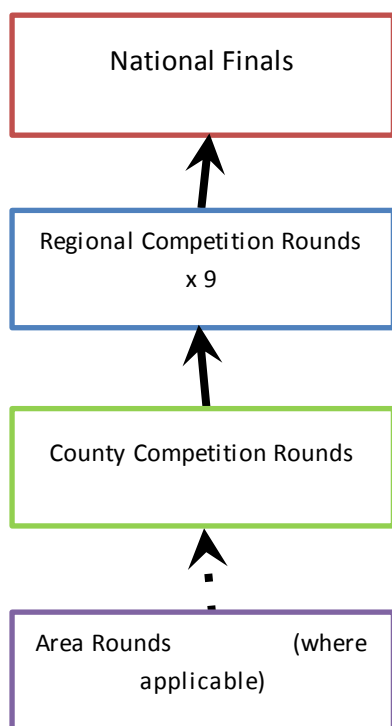 National Finals
Regional Competition Rounds
x 9
County Competition Rounds
Area Rounds (where
applicable)